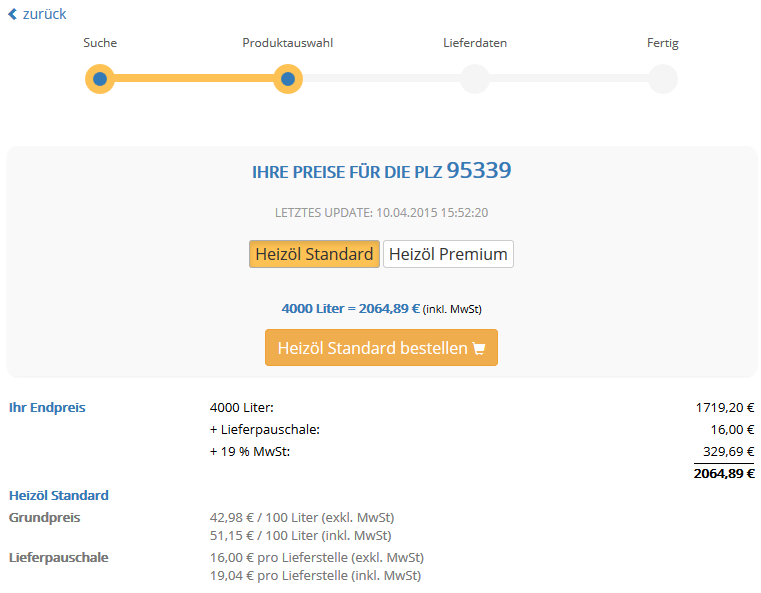 zurück
Suche Produktauswahl Lieferdaten Fertig
IHRE PREISE FÜR DIE PLZ 95339
LETZTES UPDATE: 10.04.2015 15:52:20
Heizöl Standard Heizöl Premium
4000 Liter = 2064,89 € (inkl. MwSt)
Heizöl Standard bestellen
Ihr Endpreis 4000 Liter: 1719,20 €
+ Lieferpauschale: 16,00 €
+ 19 % MwSt: 329,69 €
2064,89 €
Heizöl Standard
Grundpreis 42,98 € / 100 Liter (exkl. MwSt)
51,15 € / 100 Liter (inkl. MwSt)
Lieferpauschale 16,00 € pro Lieferstelle (exkl. MwSt)
19,04 € pro Lieferstelle (inkl. MwSt)